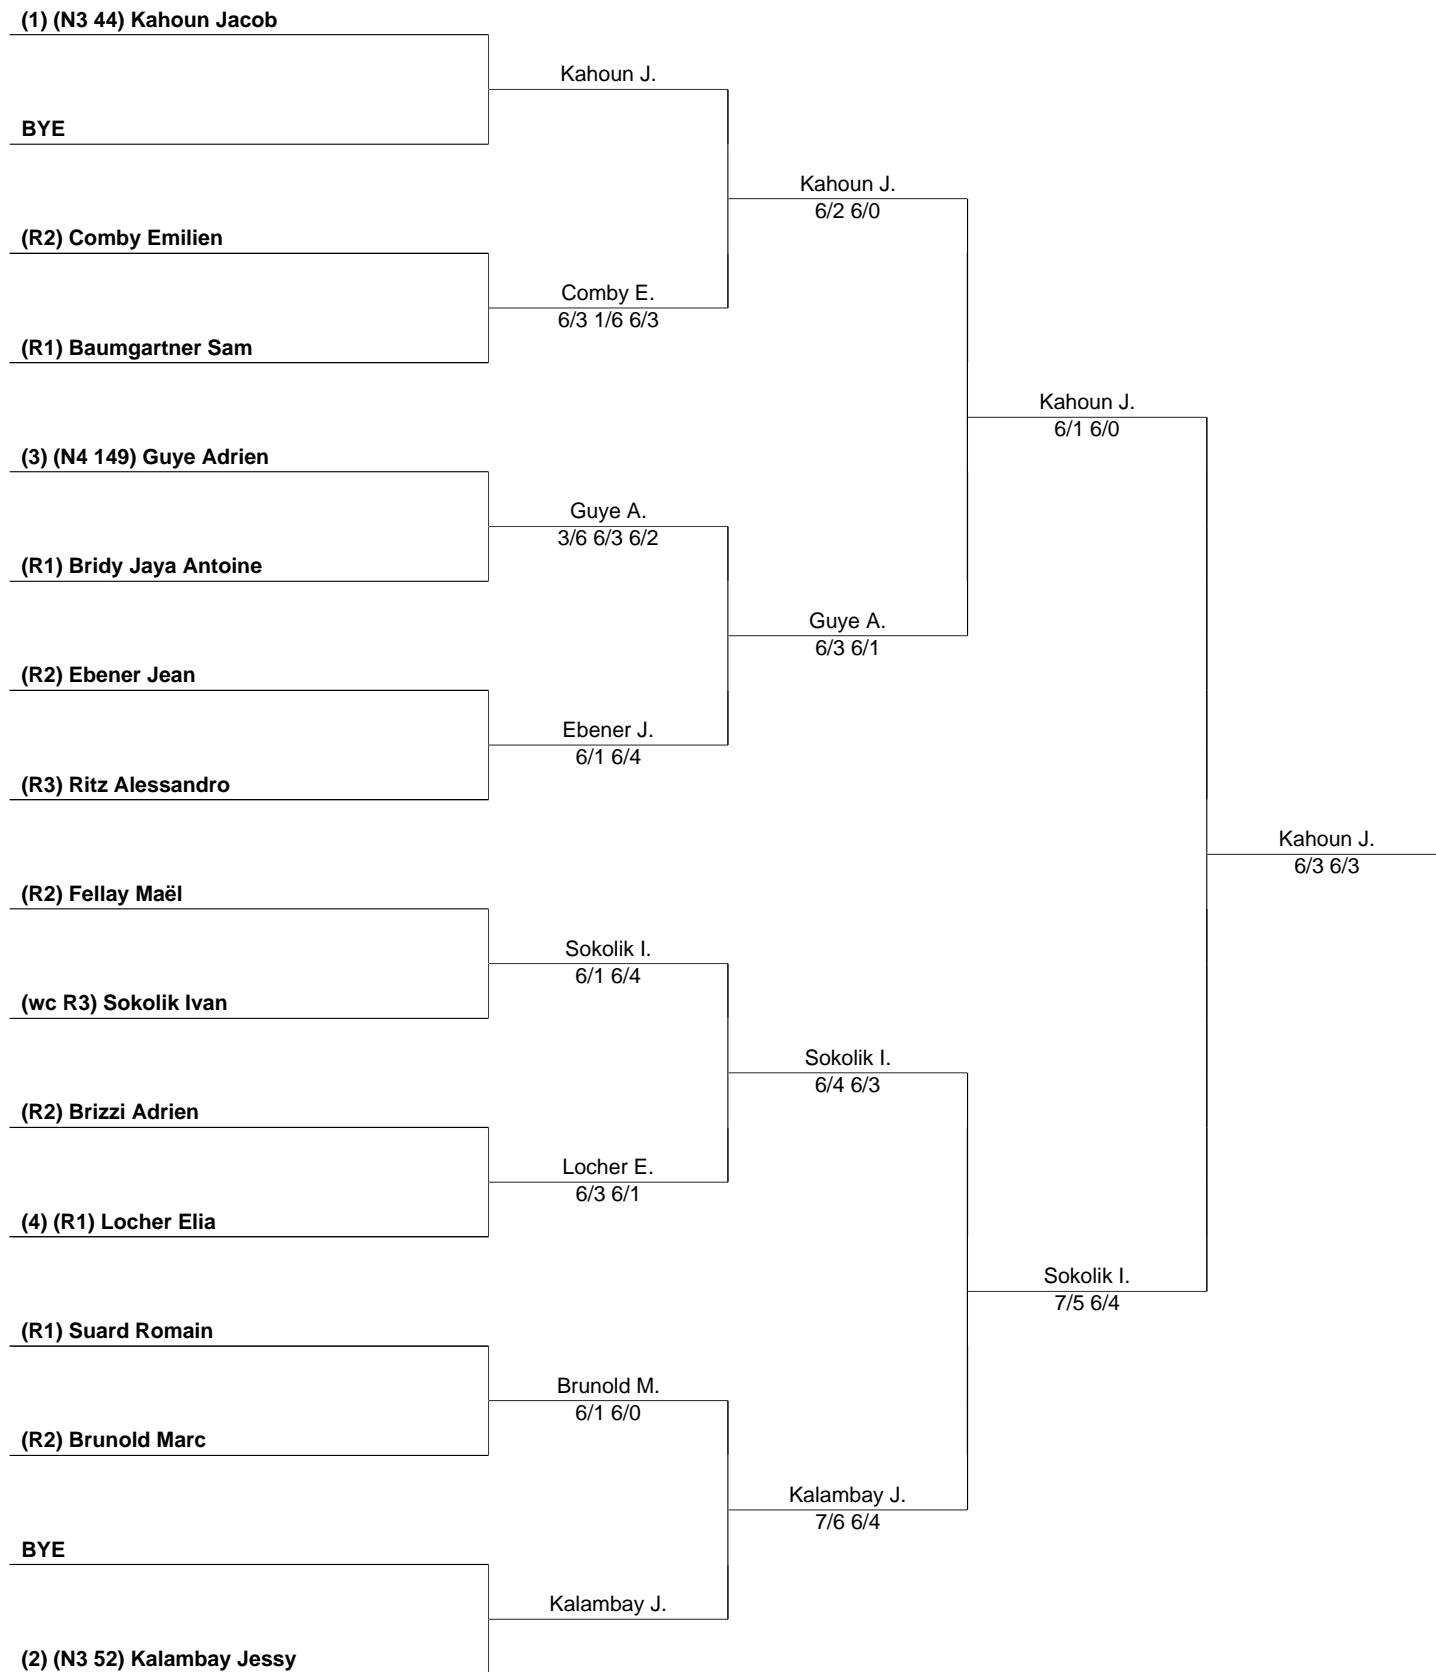 (1) (N3 44) Kahoun Jacob
Kahoun J.
BYE
Kahoun J.
6/2 6/0
(R2) Comby Emilien
Comby E.
6/3 1/6 6/3
(R1) Baumgartner Sam
Kahoun J.
6/1 6/0
(3) (N4 149) Guye Adrien
Guye A.
3/6 6/3 6/2
(R1) Bridy Jaya Antoine
Guye A.
6/3 6/1
(R2) Ebener Jean
Ebener J.
6/1 6/4
(R3) Ritz Alessandro
Kahoun J.
6/3 6/3
(R2) Fellay Maël
Sokolik I.
6/1 6/4
(wc R3) Sokolik Ivan
Sokolik I.
6/4 6/3
(R2) Brizzi Adrien
Locher E.
6/3 6/1
(4) (R1) Locher Elia
Sokolik I.
7/5 6/4
(R1) Suard Romain
Brunold M.
6/1 6/0
(R2) Brunold Marc
Kalambay J.
7/6 6/4
BYE
Kalambay J.
(2) (N3 52) Kalambay Jessy